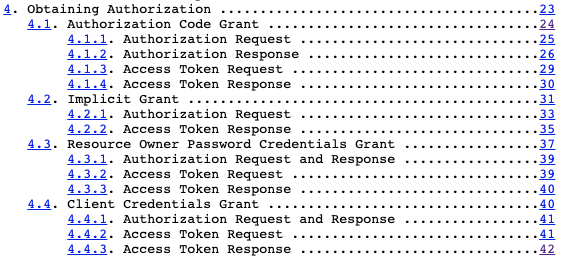 4. Obtaining Authorization ........................................23
4.1. Authorization Code Grant ..................................24
4.1.1. Authorization Request ..............................25
4.1.2. Authorization Response .............................26
4.1.3. Access Token Request ...............................29
4.1.4. Access Token Response ..............................30
4.2. Implicit Grant ............................................31
4.2.1. Authorization Request ..............................33
4.2.2. Access Token Response ..............................35
4.3. Resource Owner Password Credentials Grant .................37
4.3.1. Authorization Request and Response .................39
4.3.2. Access Token Request ...............................39
4.3.3. Access Token Response ..............................40
4.4. Client Credentials Grant ..................................40
4.4.1. Authorization Request and Response .................41
4.4.2. Access Token Request ...............................41
4.4.3. Access Token Response ..............................42